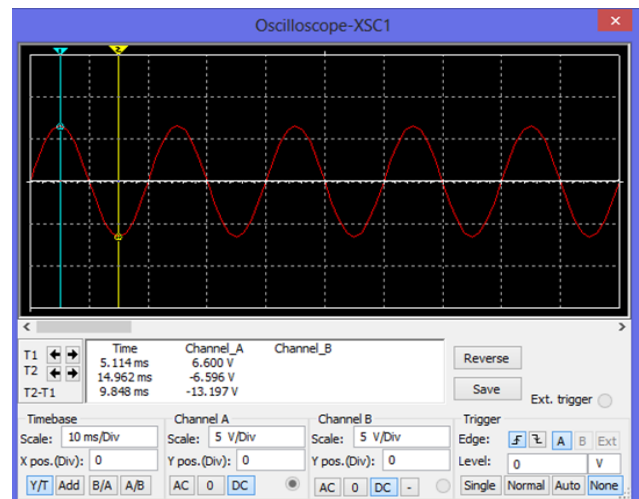 Oscilloscope-XSC1
×
1 2
T1 Time Channel_A Channel_B
T2 5.114 ms 6.600 V
14.962 ms -6.596 V
T2-T1 9.848 ms -13.197 V
Reverse
Save
Ext. trigger
Timebase
Scale: 10 ms/Div
X pos.(Div): 0
Y/T Add B/A A/B
Channel A
Scale: 5 V/Div
Y pos.(Div): 0
AC 0 DC
Channel B
Scale: 5 V/Div
Y pos.(Div): 0
AC 0 DC -
Trigger
Edge: A B Ext
Level: 0 V
Single Normal Auto None